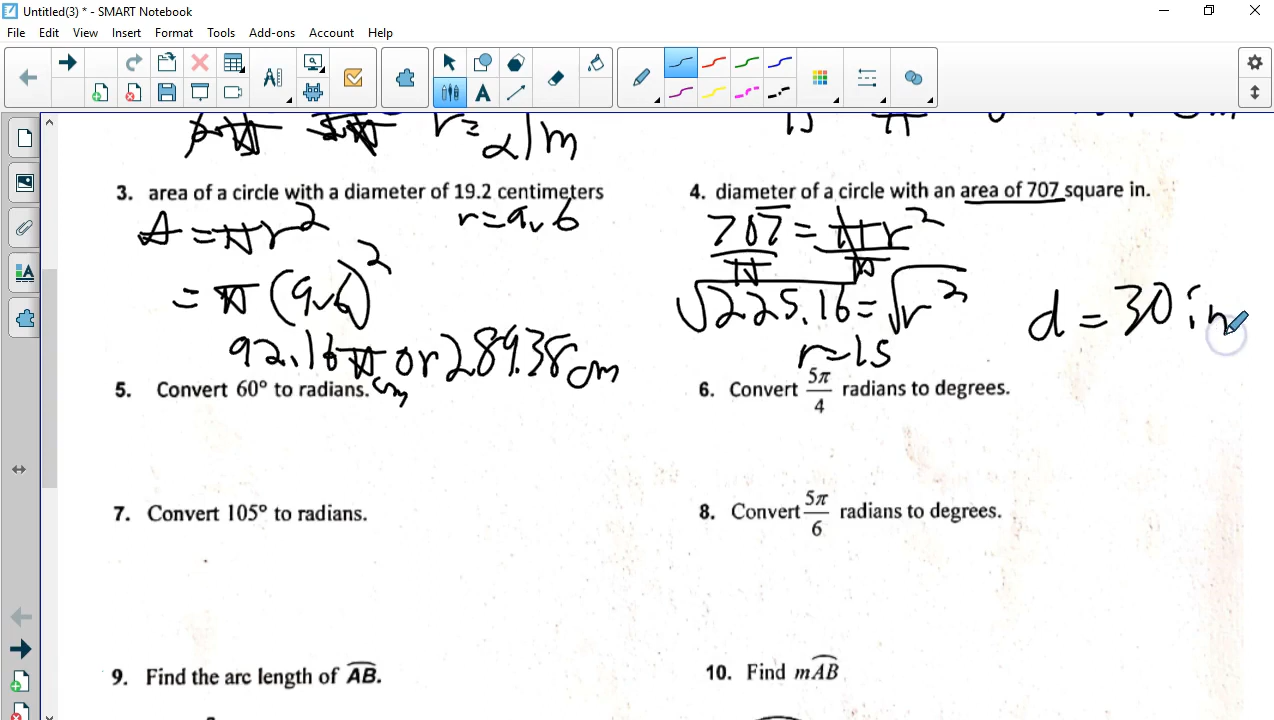 Untitled(3) * - SMART Notebook
File Edit View Insert Format Tools Add-ons Account Help
r = 21 m
3. area of a circle with a diameter of 19.2 centimeters
A = πr² r = 9.6
= π (9.6)²
92.16π or 289.38 cm
cm
4. diameter of a circle with an area of 707 square in.
707 = πr²
π π
√225.16 = √r²
r = 15
d = 30 in
5. Convert 60° to radians.
6. Convert 5π/4 radians to degrees.
7. Convert 105° to radians.
8. Convert 5π/6 radians to degrees.
9. Find the arc length of AB.
10. Find mAB